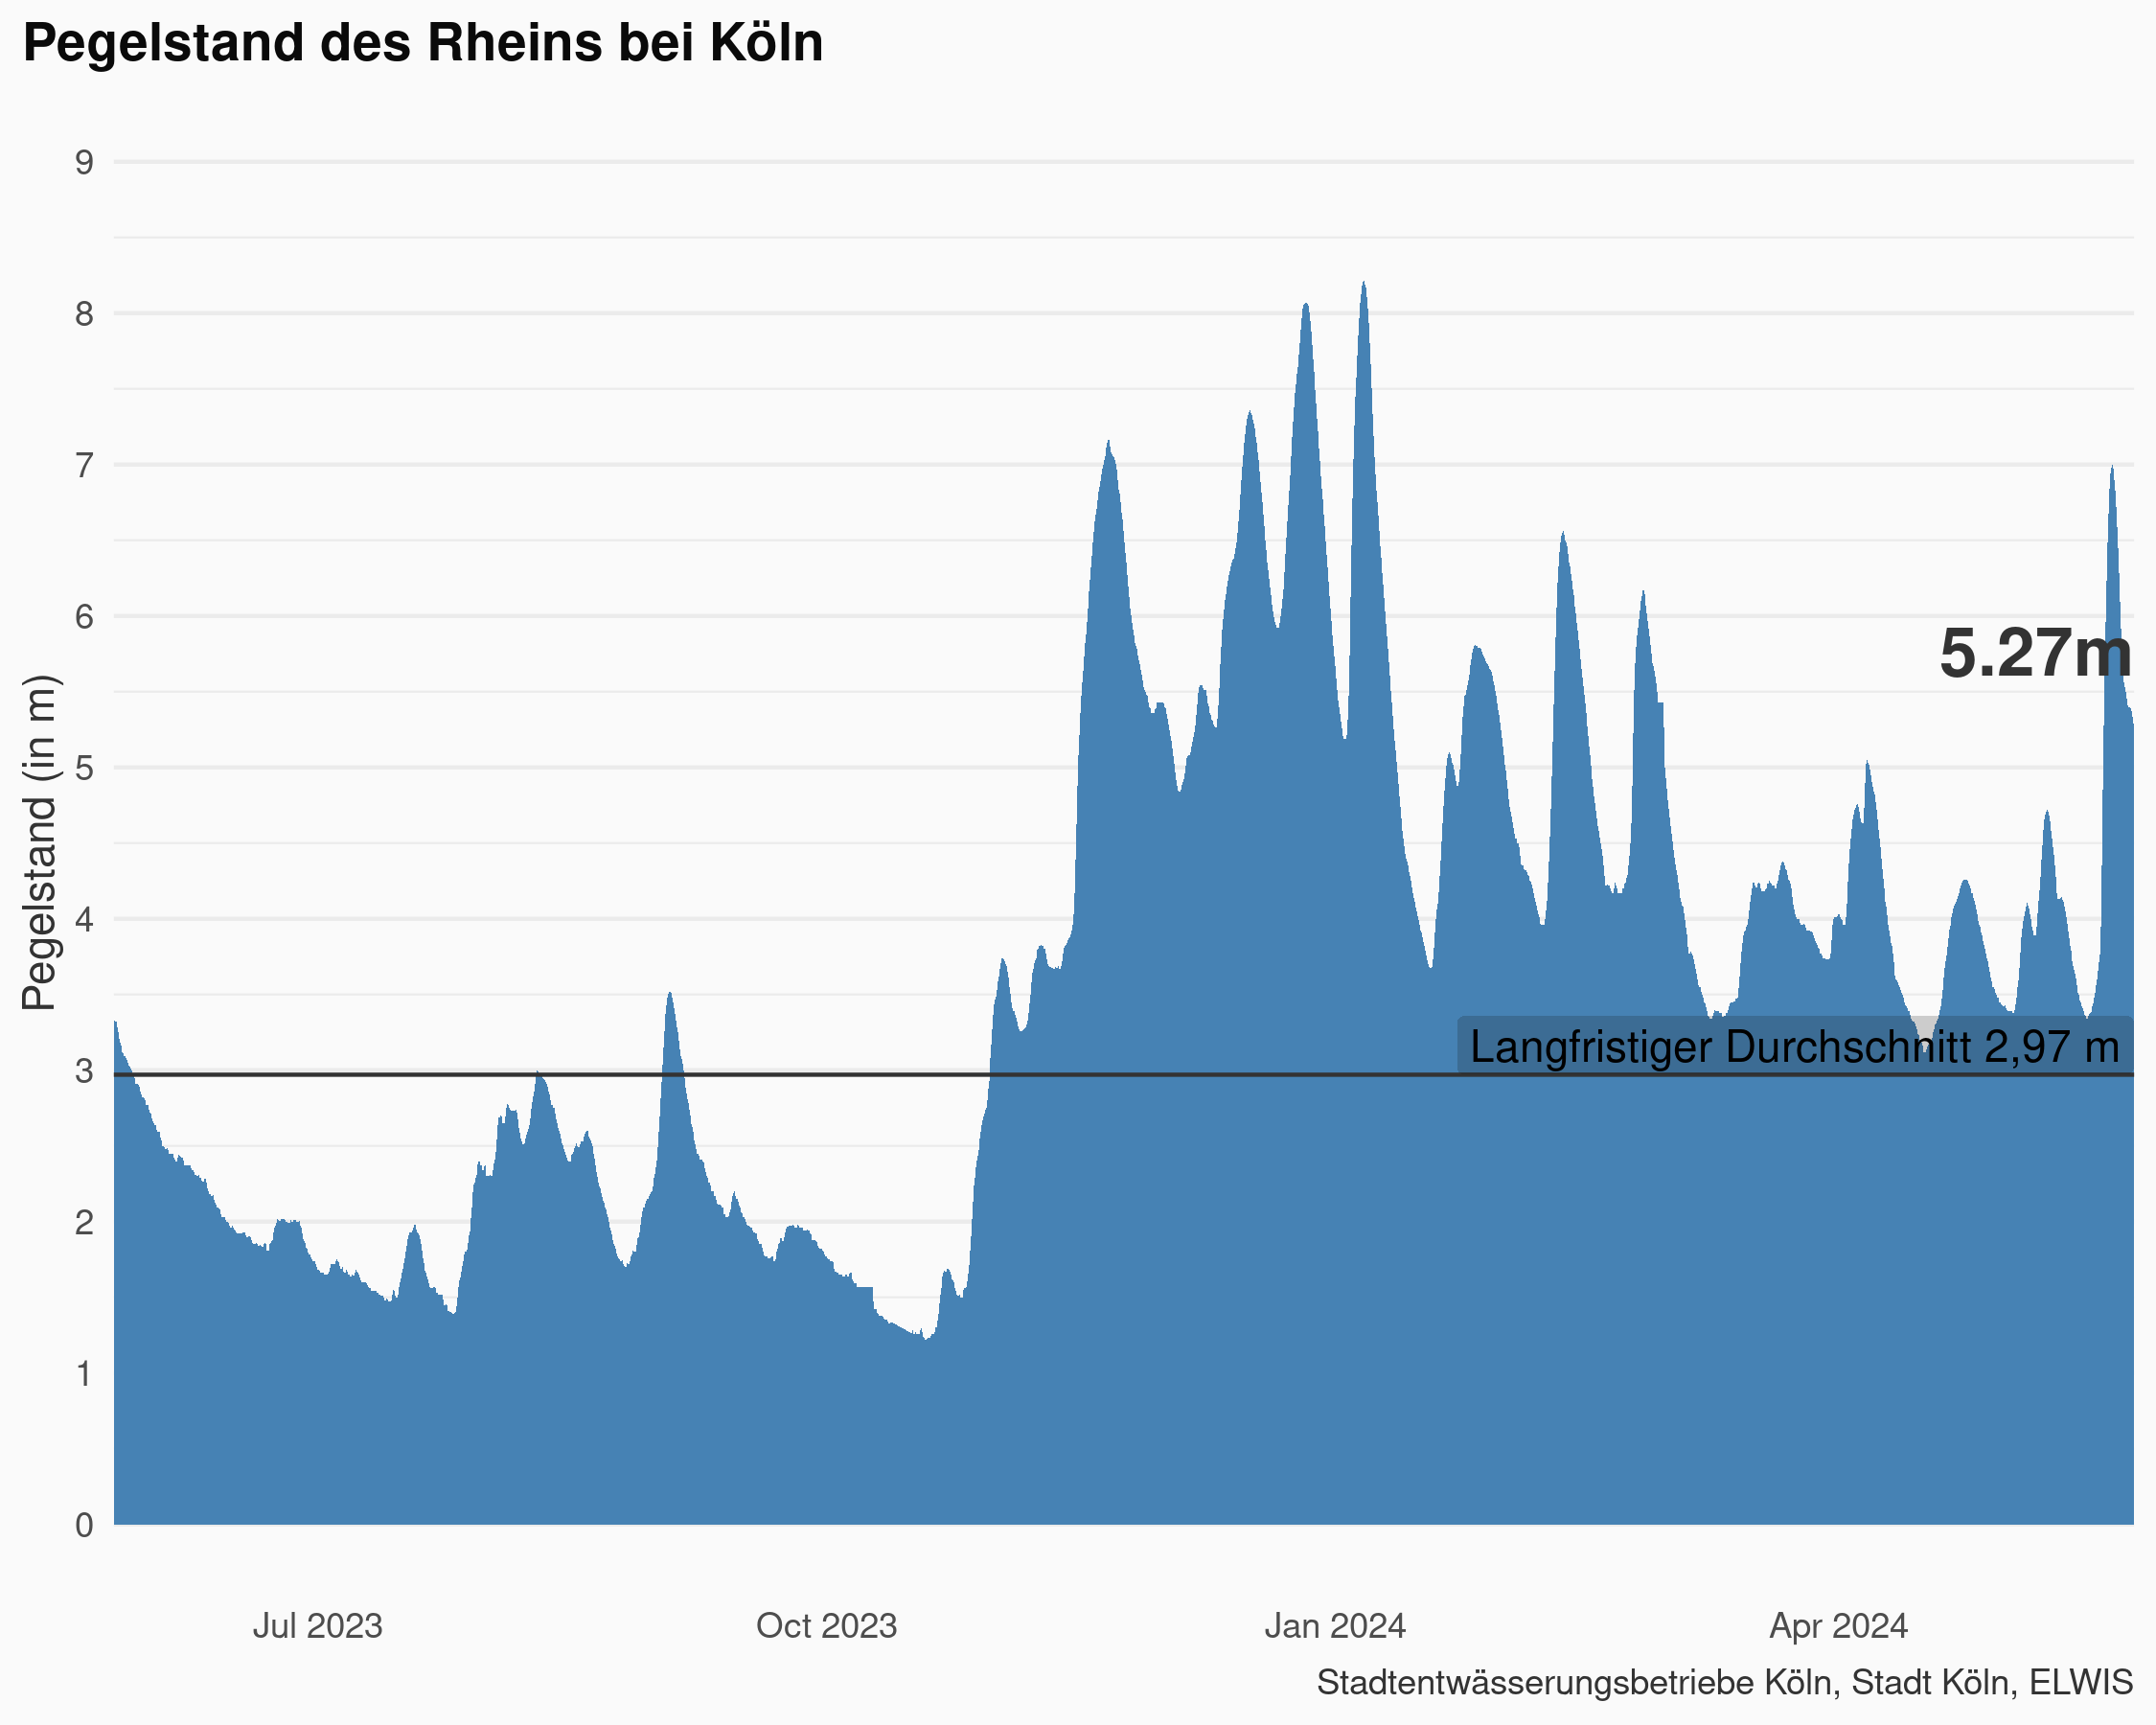 Pegelstand des Rheins bei Köln
Pegelstand (in m)
9
8
7
6
5
4
3
2
1
0
5.27m
Langfristiger Durchschnitt 2,97 m
Jul 2023
Oct 2023
Jan 2024
Apr 2024
Stadtentwässerungsbetriebe Köln, Stadt Köln, ELWIS